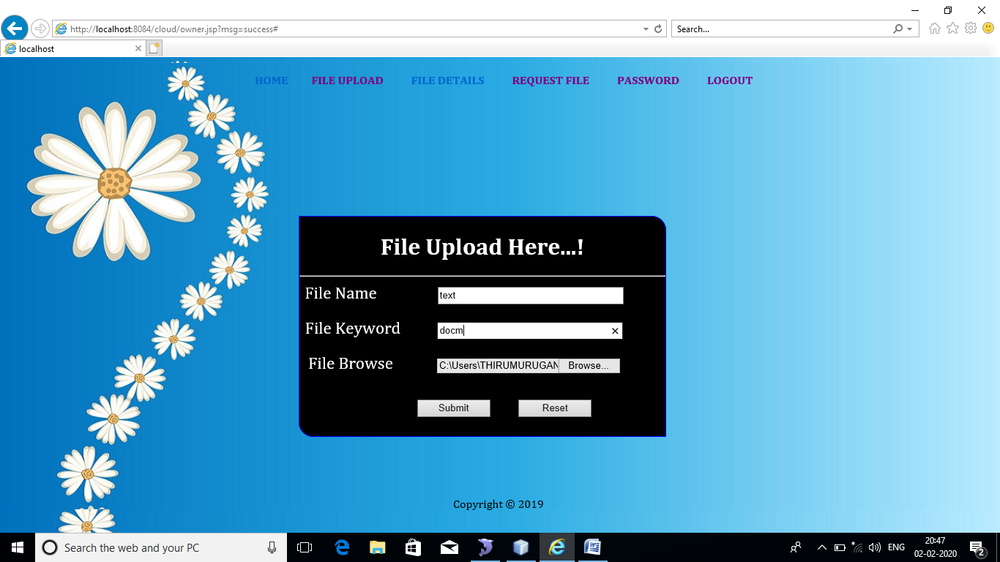 http://localhost:8084/cloud/owner.jsp?msg=success#
Search...
localhost
HOME FILE UPLOAD FILE DETAILS REQUEST FILE PASSWORD LOGOUT
File Upload Here...!
File Name text
File Keyword docm
File Browse C:\Users\THIRUMURUGAN Browse...
Submit Reset
Copyright © 2019
Search the web and your PC
ENG
20:47
02-02-2020
2